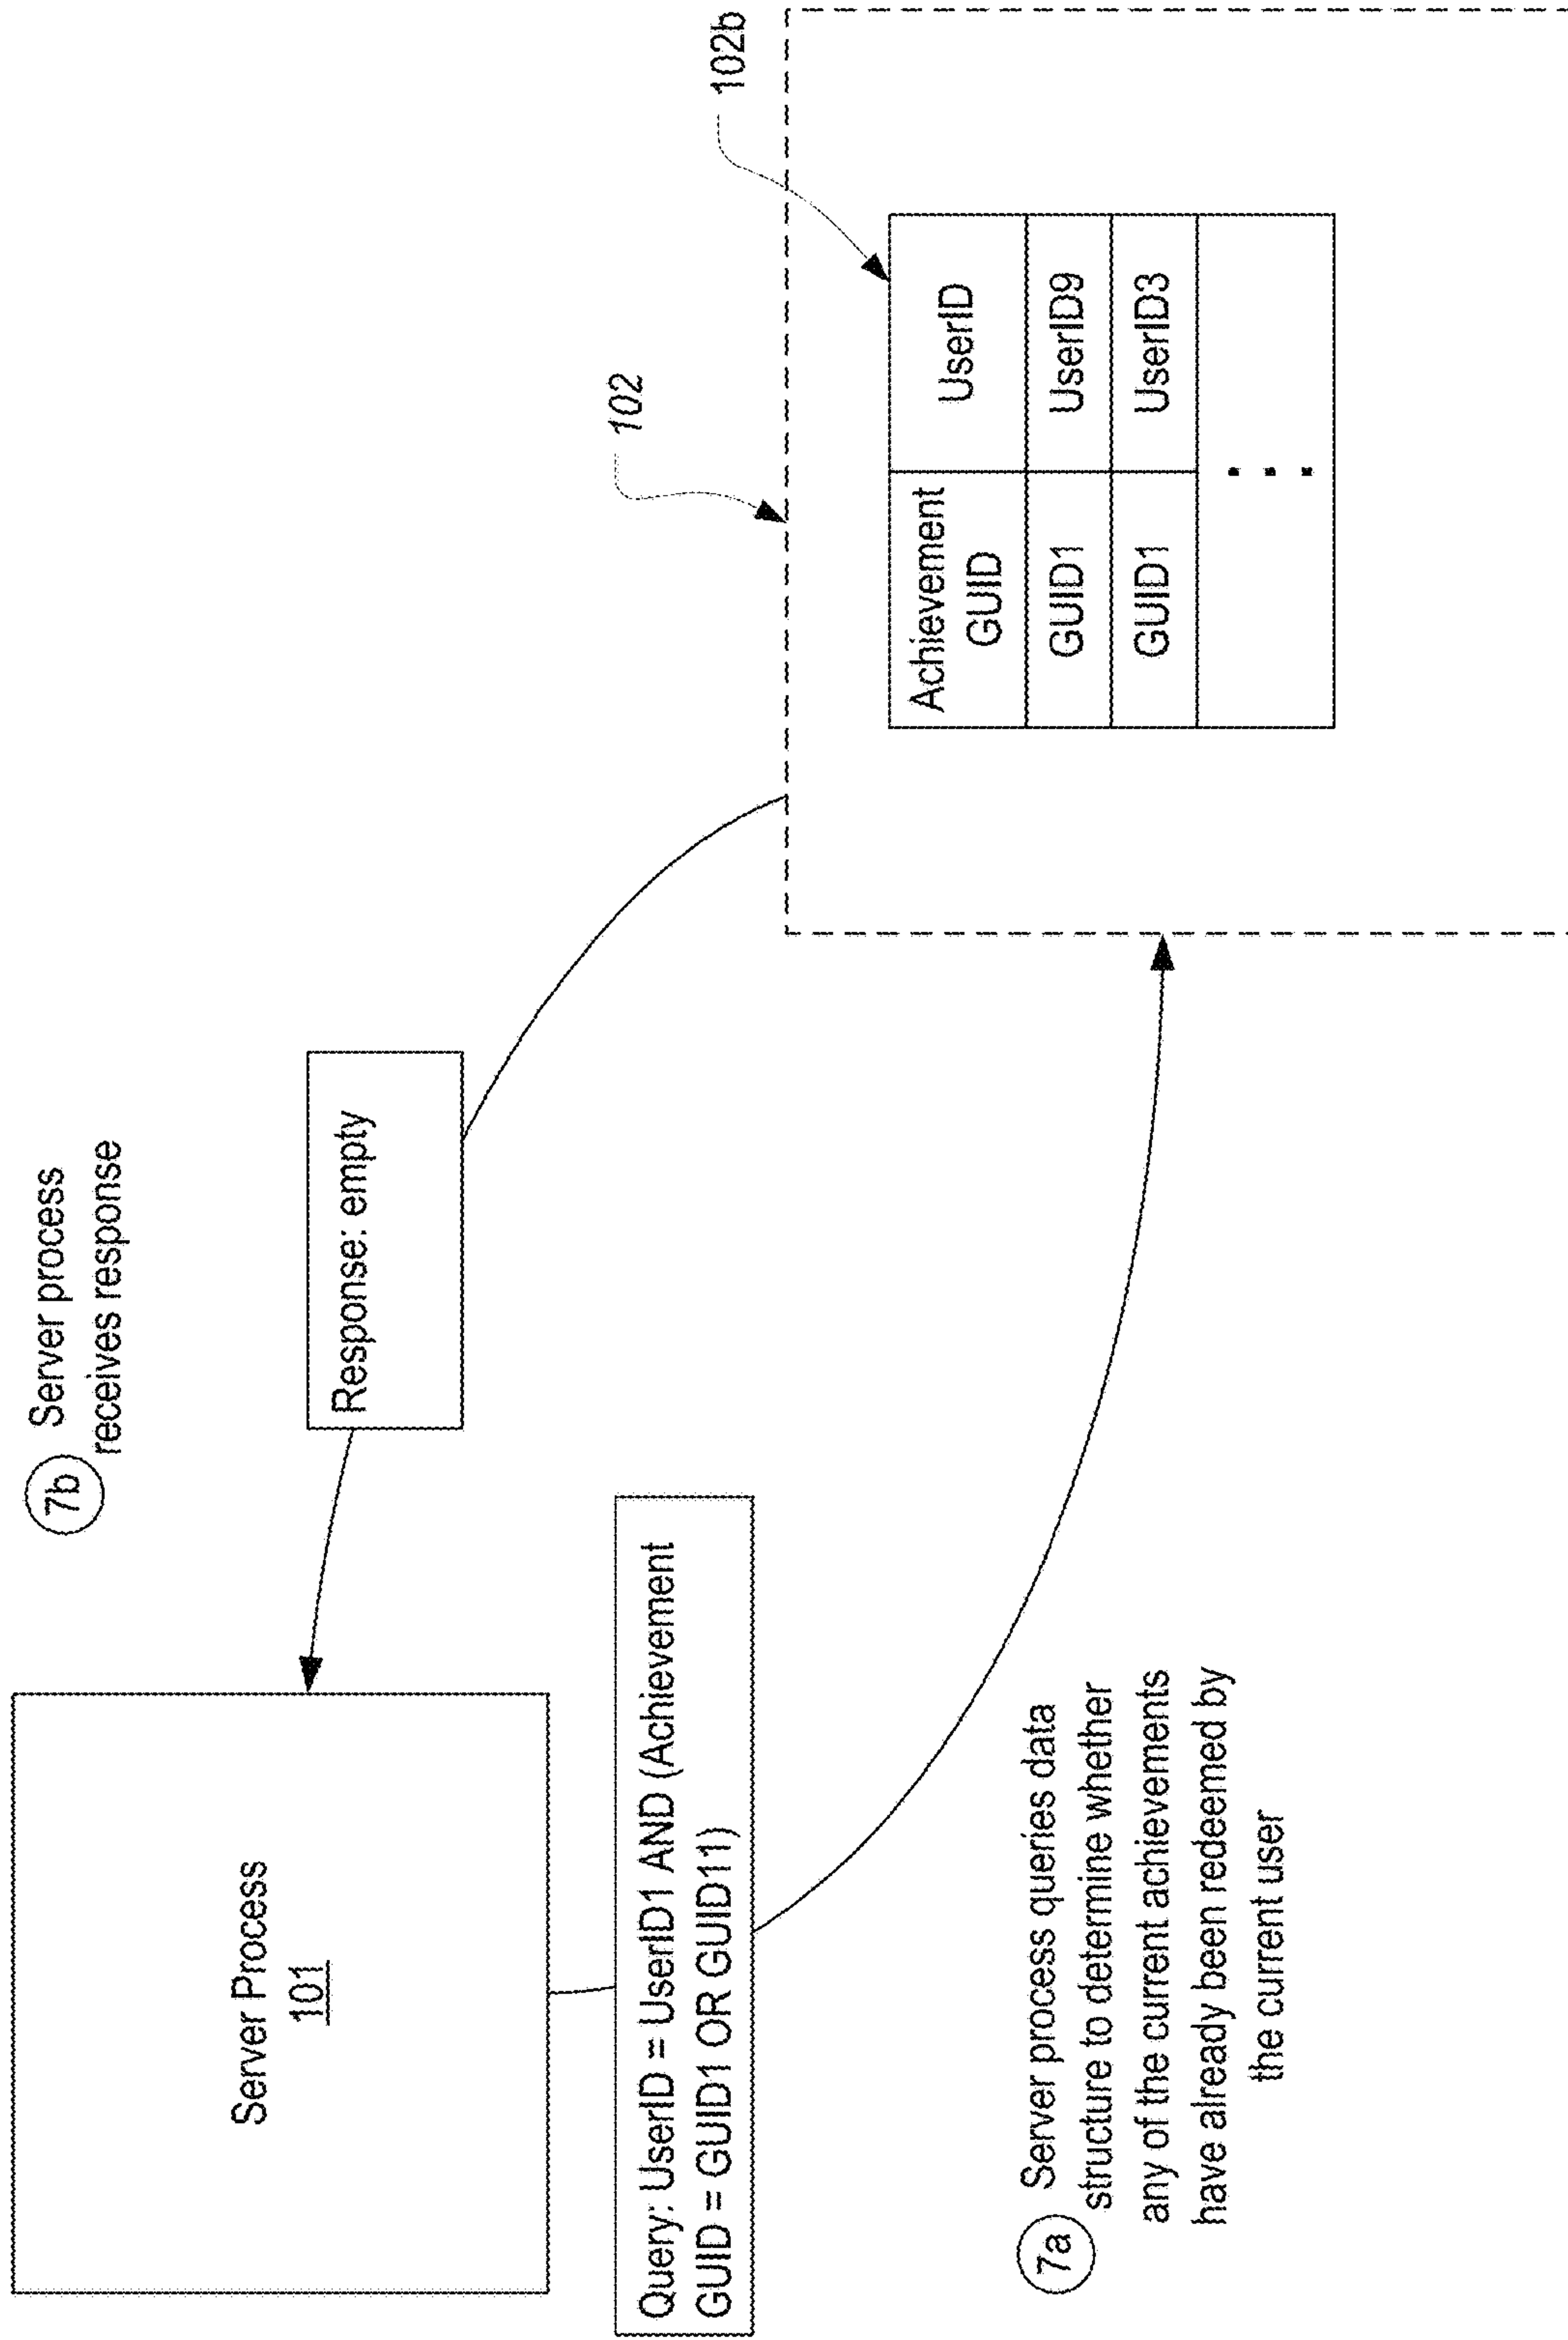 7b Server process
receives response
Server Process
101
Response: empty
Query: UserID = UserID1 AND (Achievement
GUID = GUID1 OR GUID11)
102
102b
7a Server process queries data
structure to determine whether
any of the current achievements
have already been redeemed by
the current user
Achievement
GUID
UserID
GUID1 UserID9
GUID1 UserID3